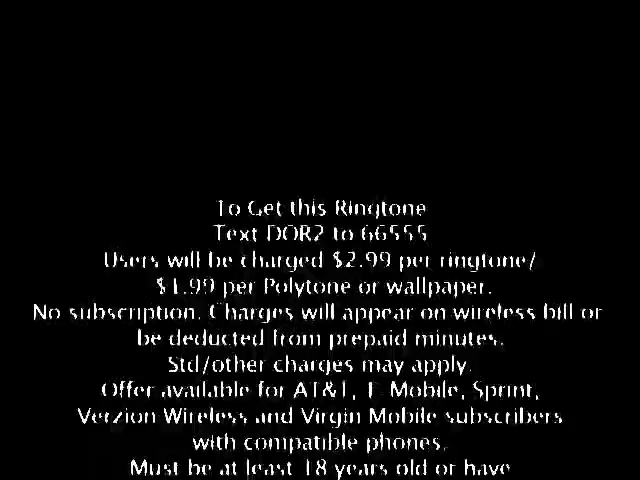 To Get this Ringtone
Text DOR2 to 66555
Users will be charged $2.99 per ringtone/
$1.99 per Polytone or wallpaper.
No subscription. Charges will appear on wireless bill or
be deducted from prepaid minutes.
Std/other charges may apply.
Offer available for AT&T, T-Mobile, Sprint,
Verzion Wireless and Virgin Mobile subscribers
with compatible phones.
Must be at least 18 years old or have